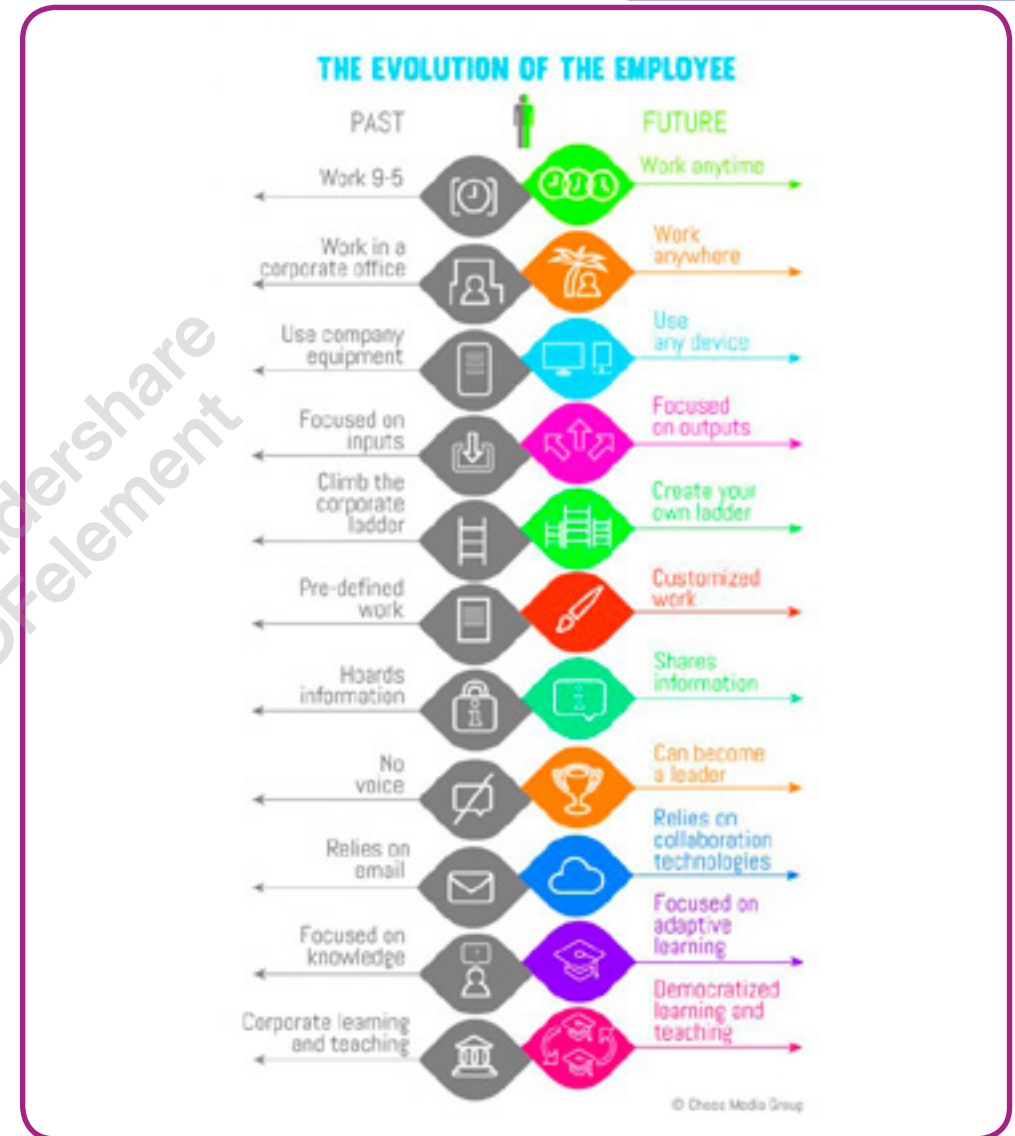 THE EVOLUTION OF THE EMPLOYEE
PAST
FUTURE
Work 9-5
Work anytime
Work in a
corporate office
Work
anywhere
Use company
equipment
Use
any device
Focused on
inputs
Focused
on outputs
Climb the
corporate
ladder
Create your
own ladder
Pre-defined
work
Customized
work
Hoards
information
Shares
information
No
voice
Can become
a leader
Relies on
email
Relies on
collaboration
technologies
Focused on
knowledge
Focused on
adaptive
learning
Corporate learning
and teaching
Democratized
learning and
teaching
© Chess Media Group